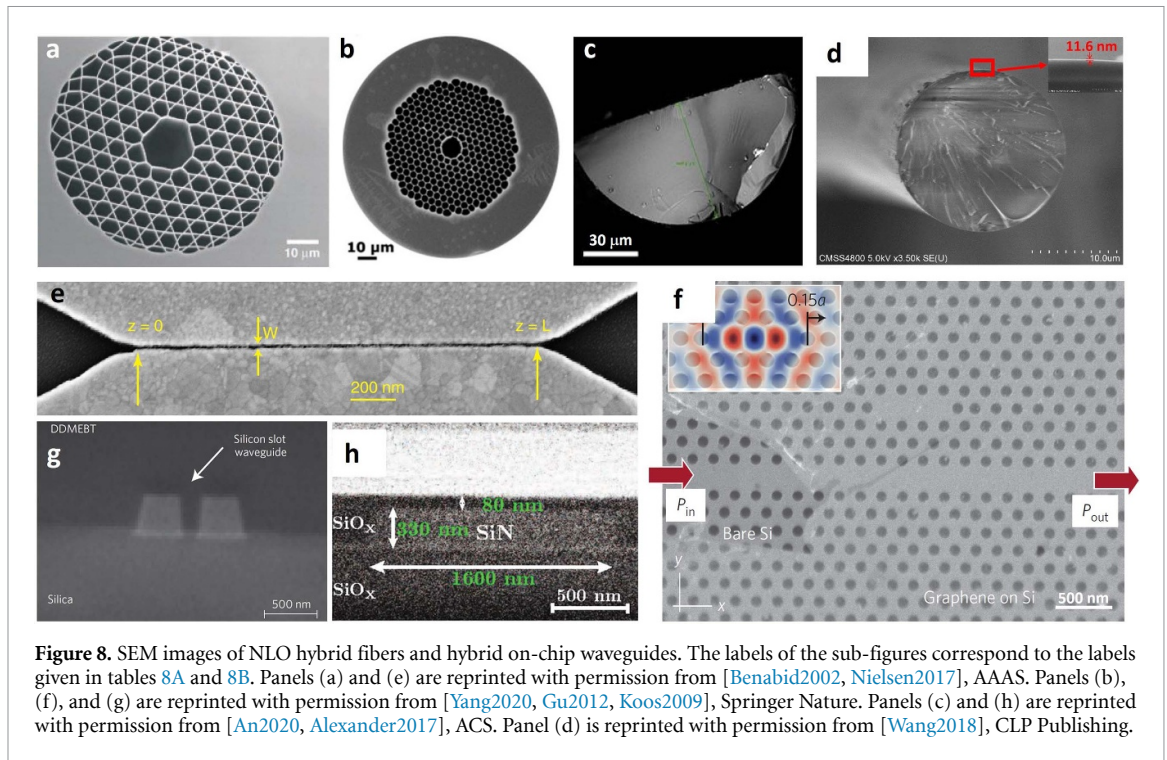 a
10 μm
b
10 μm
c
30 μm
d
11.6 nm
CMSS4800 5.0kV x3.50k SE(U)
10.0um
e
z = 0
W
z = L
200 nm
f
0.15a
Pin
Pout
Bare Si
y
x
Graphene on Si
500 nm
g
DDMEBT
Silicon slot
waveguide
Silica
500 nm
h
80 nm
SiOx
330 nm
SiN
1600 nm
SiOx
500 nm
Figure 8. SEM images of NLO hybrid fibers and hybrid on-chip waveguides. The labels of the sub-figures correspond to the labels
given in tables 8A and 8B. Panels (a) and (e) are reprinted with permission from [Benabid2002, Nielsen2017], AAAS. Panels (b),
(f), and (g) are reprinted with permission from [Yang2020, Gu2012, Koos2009], Springer Nature. Panels (c) and (h) are reprinted
with permission from [An2020, Alexander2017], ACS. Panel (d) is reprinted with permission from [Wang2018], CLP Publishing.